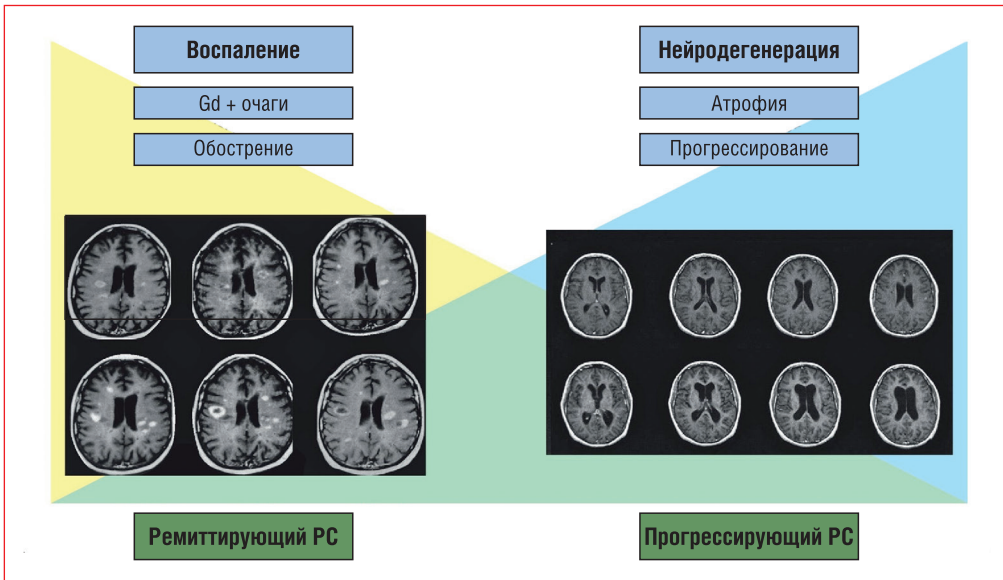 Воспаление
Gd + очаги
Обострение
Нейродегенерация
Атрофия
Прогрессирование
Ремиттирующий РС
Прогрессирующий РС